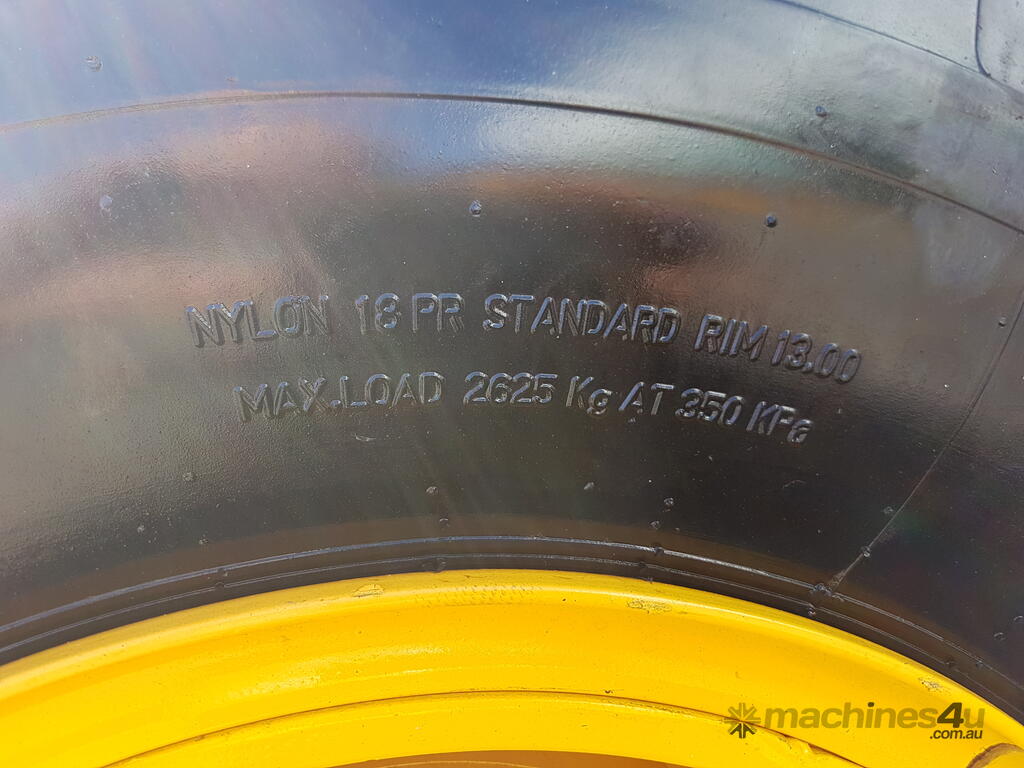 NYLON 18 PR STANDARD RIM 13.00
MAX.LOAD 2625 Kg AT 350 KPa
machines4u
.com.au